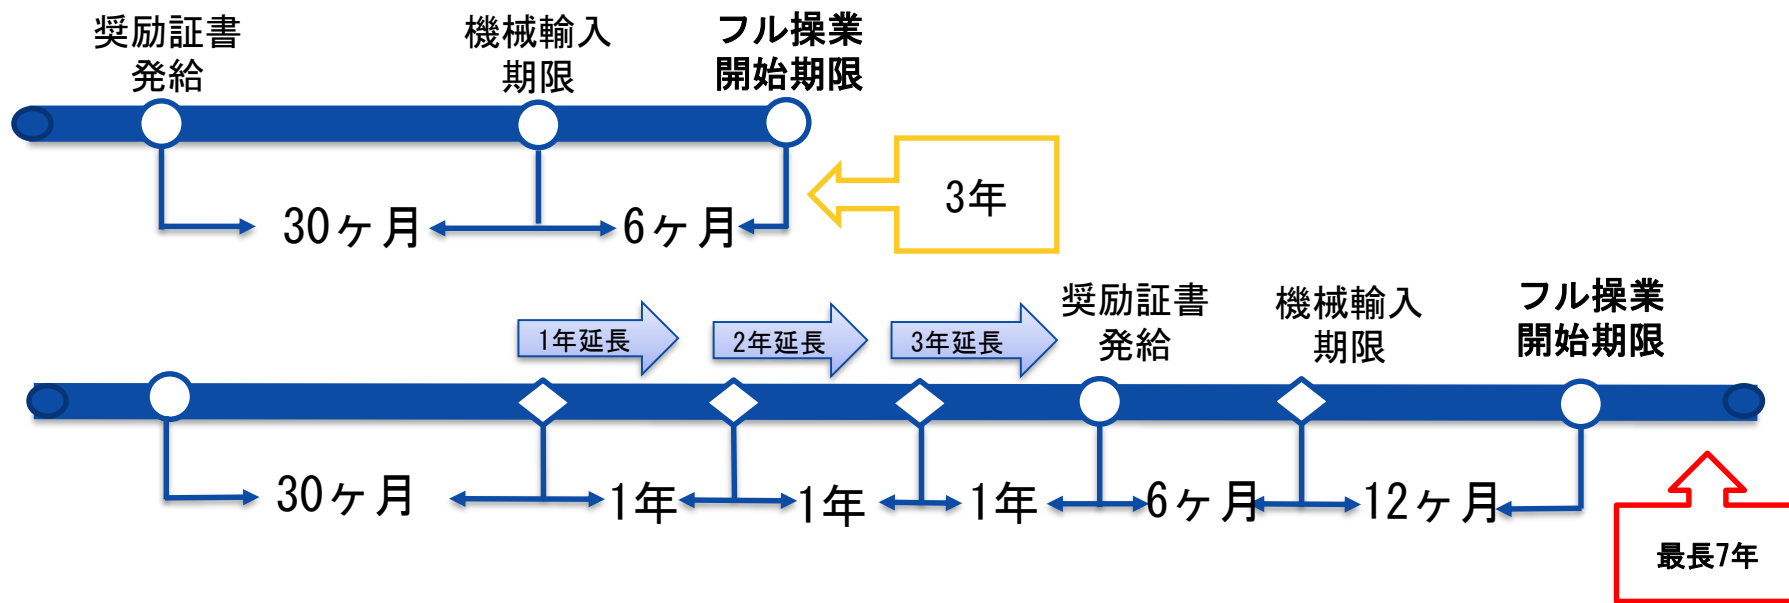 奨励証書
発給
機械輸入
期限
フル操業
開始期限
3年
30ヶ月
6ヶ月
1年延長
2年延長
3年延長
奨励証書
発給
機械輸入
期限
フル操業
開始期限
30ヶ月
1年
1年
1年
6ヶ月
12ヶ月
最長7年